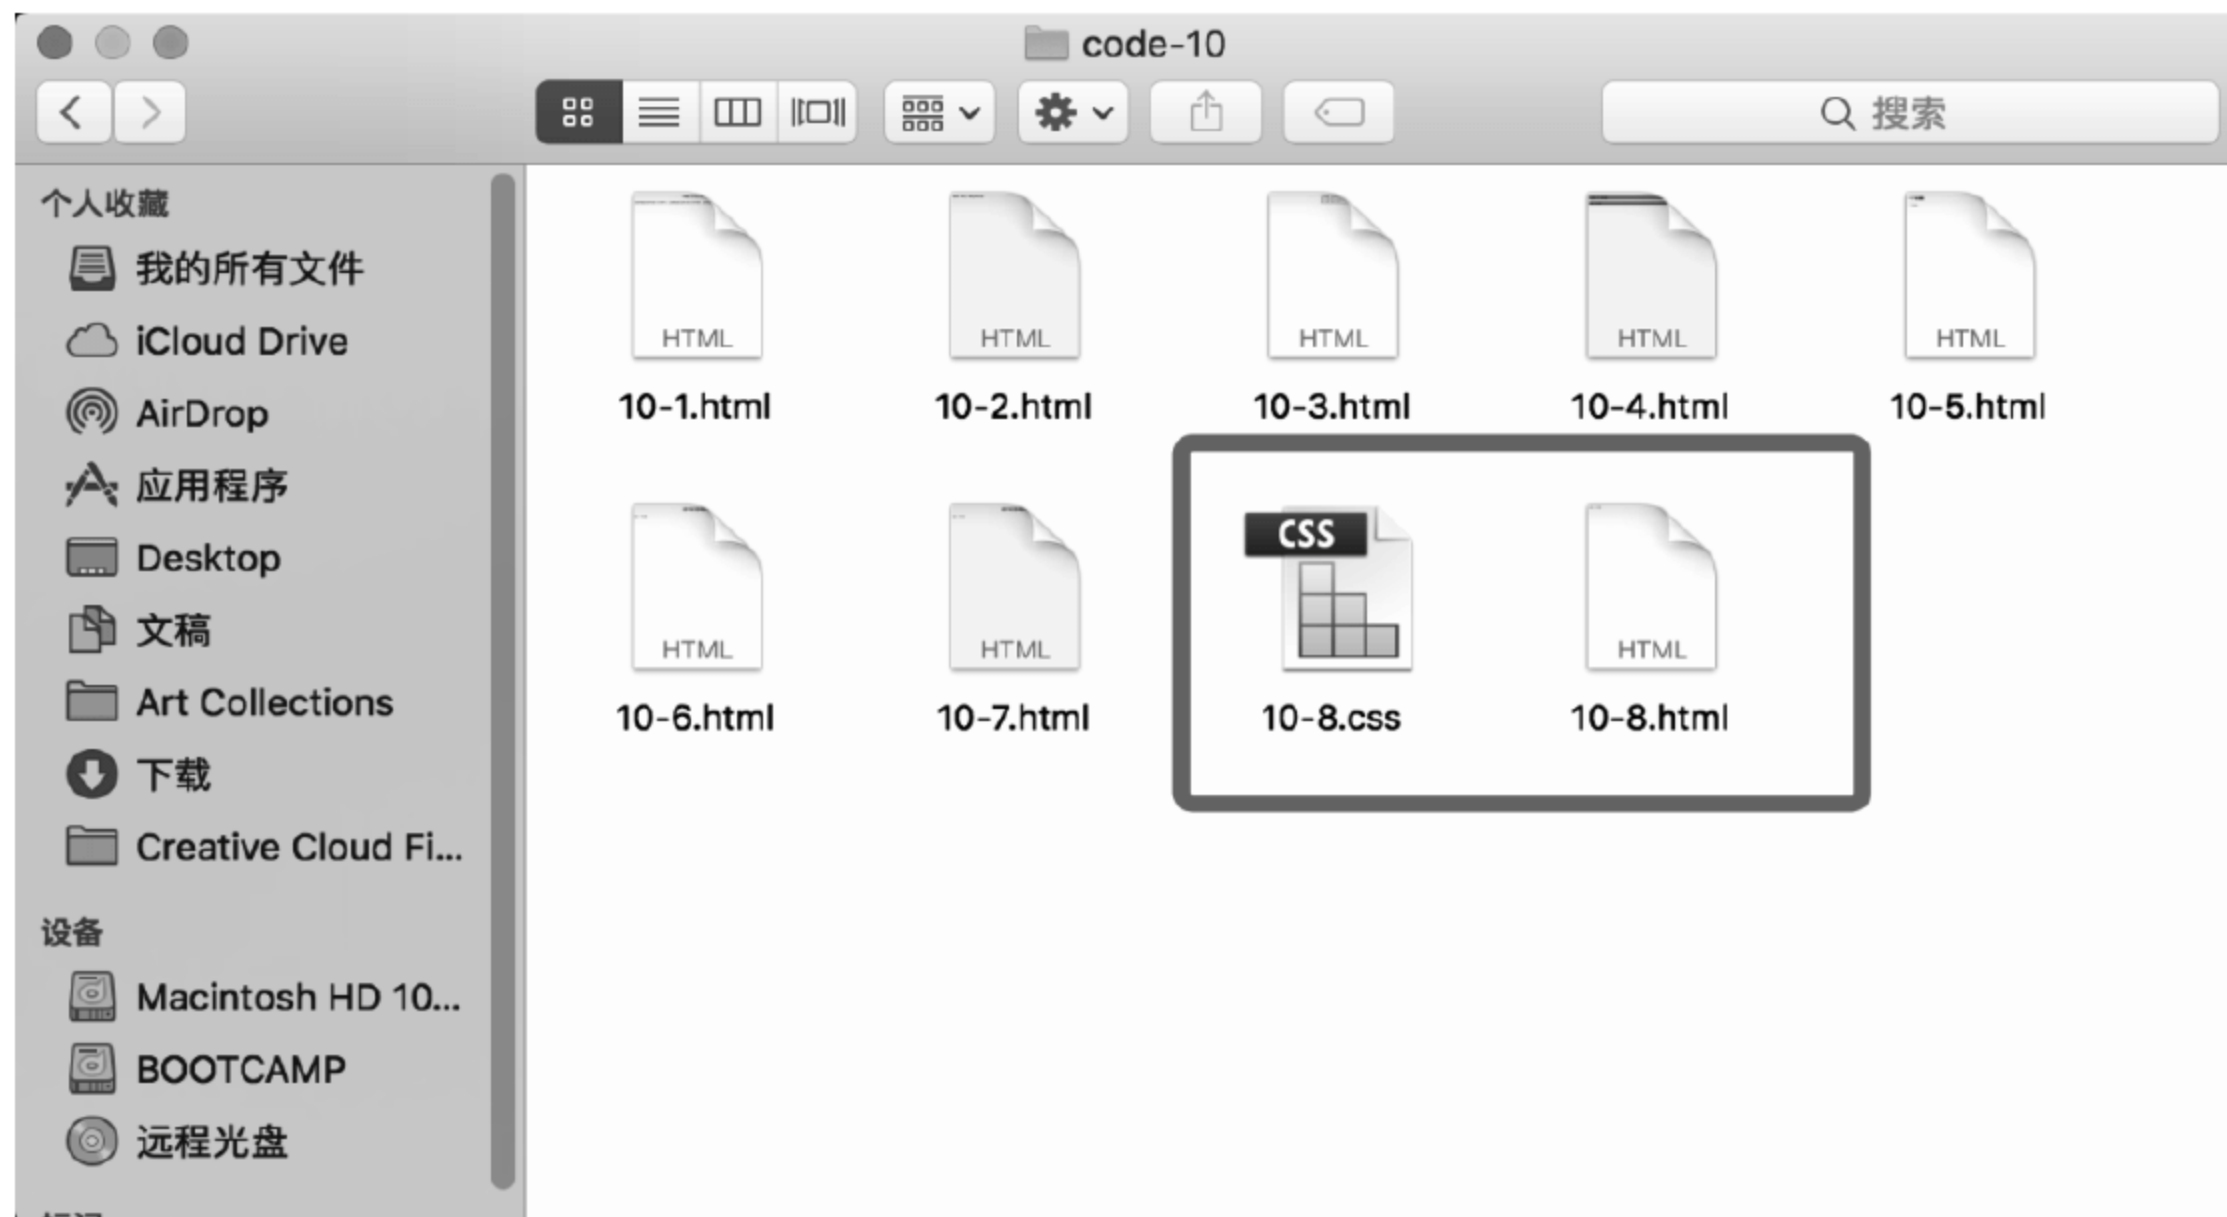 code-10
搜索
个人收藏
我的所有文件
iCloud Drive
AirDrop
应用程序
Desktop
文稿
Art Collections
下载
Creative Cloud Fi...
设备
Macintosh HD 10...
BOOTCAMP
远程光盘
HTML
10-1.html
HTML
10-2.html
HTML
10-3.html
HTML
10-4.html
HTML
10-5.html
HTML
10-6.html
HTML
10-7.html
CSS
10-8.css
HTML
10-8.html